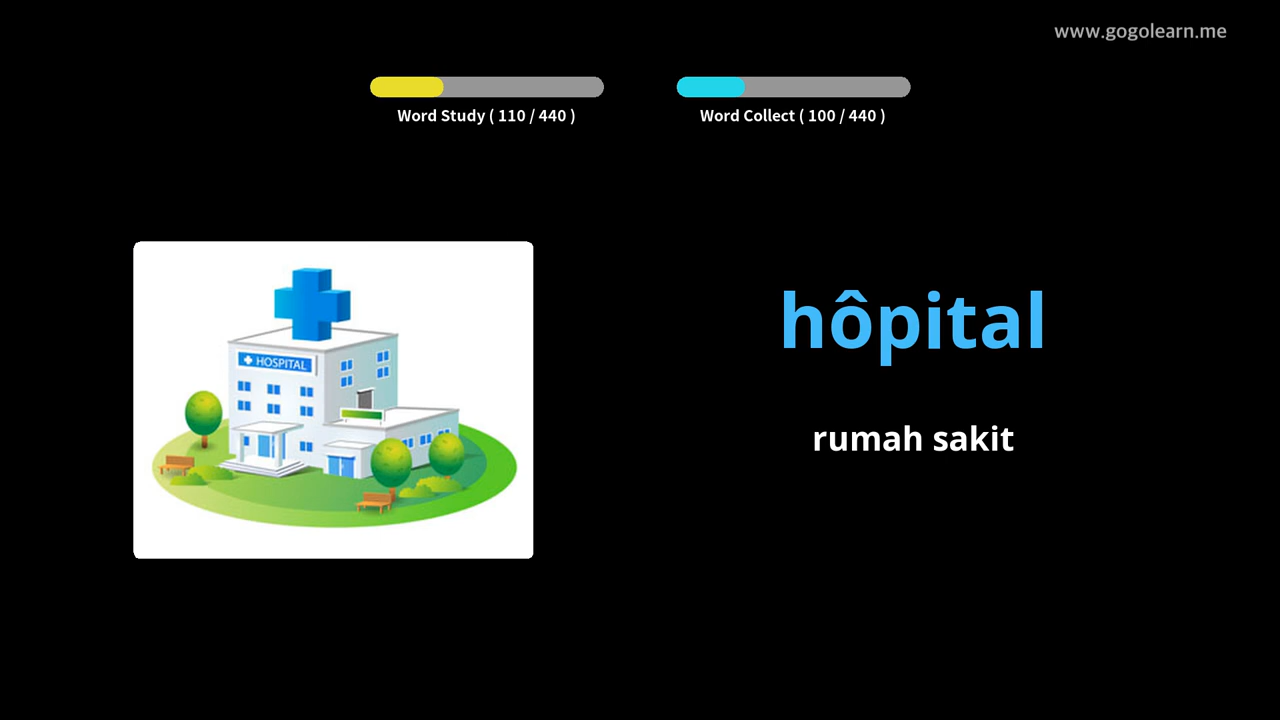 www.gogolearn.me
Word Study ( 110 / 440 )
Word Collect ( 100 / 440 )
HOSPITAL
hôpital
rumah sakit